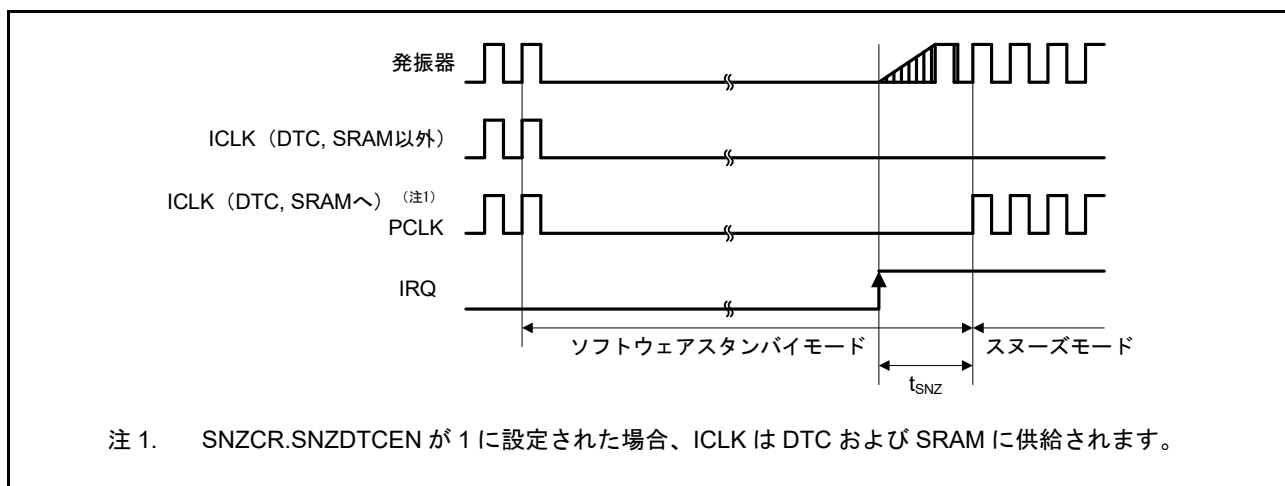 発振器
ICLK（DTC, SRAM以外）
ICLK（DTC, SRAMへ）（注1）
PCLK
IRQ
ソフトウェアスタンバイモード
スヌーズモード
tSNZ
注 1. SNZCR.SNZDTCEN が 1 に設定された場合、ICLK は DTC および SRAM に供給されます。